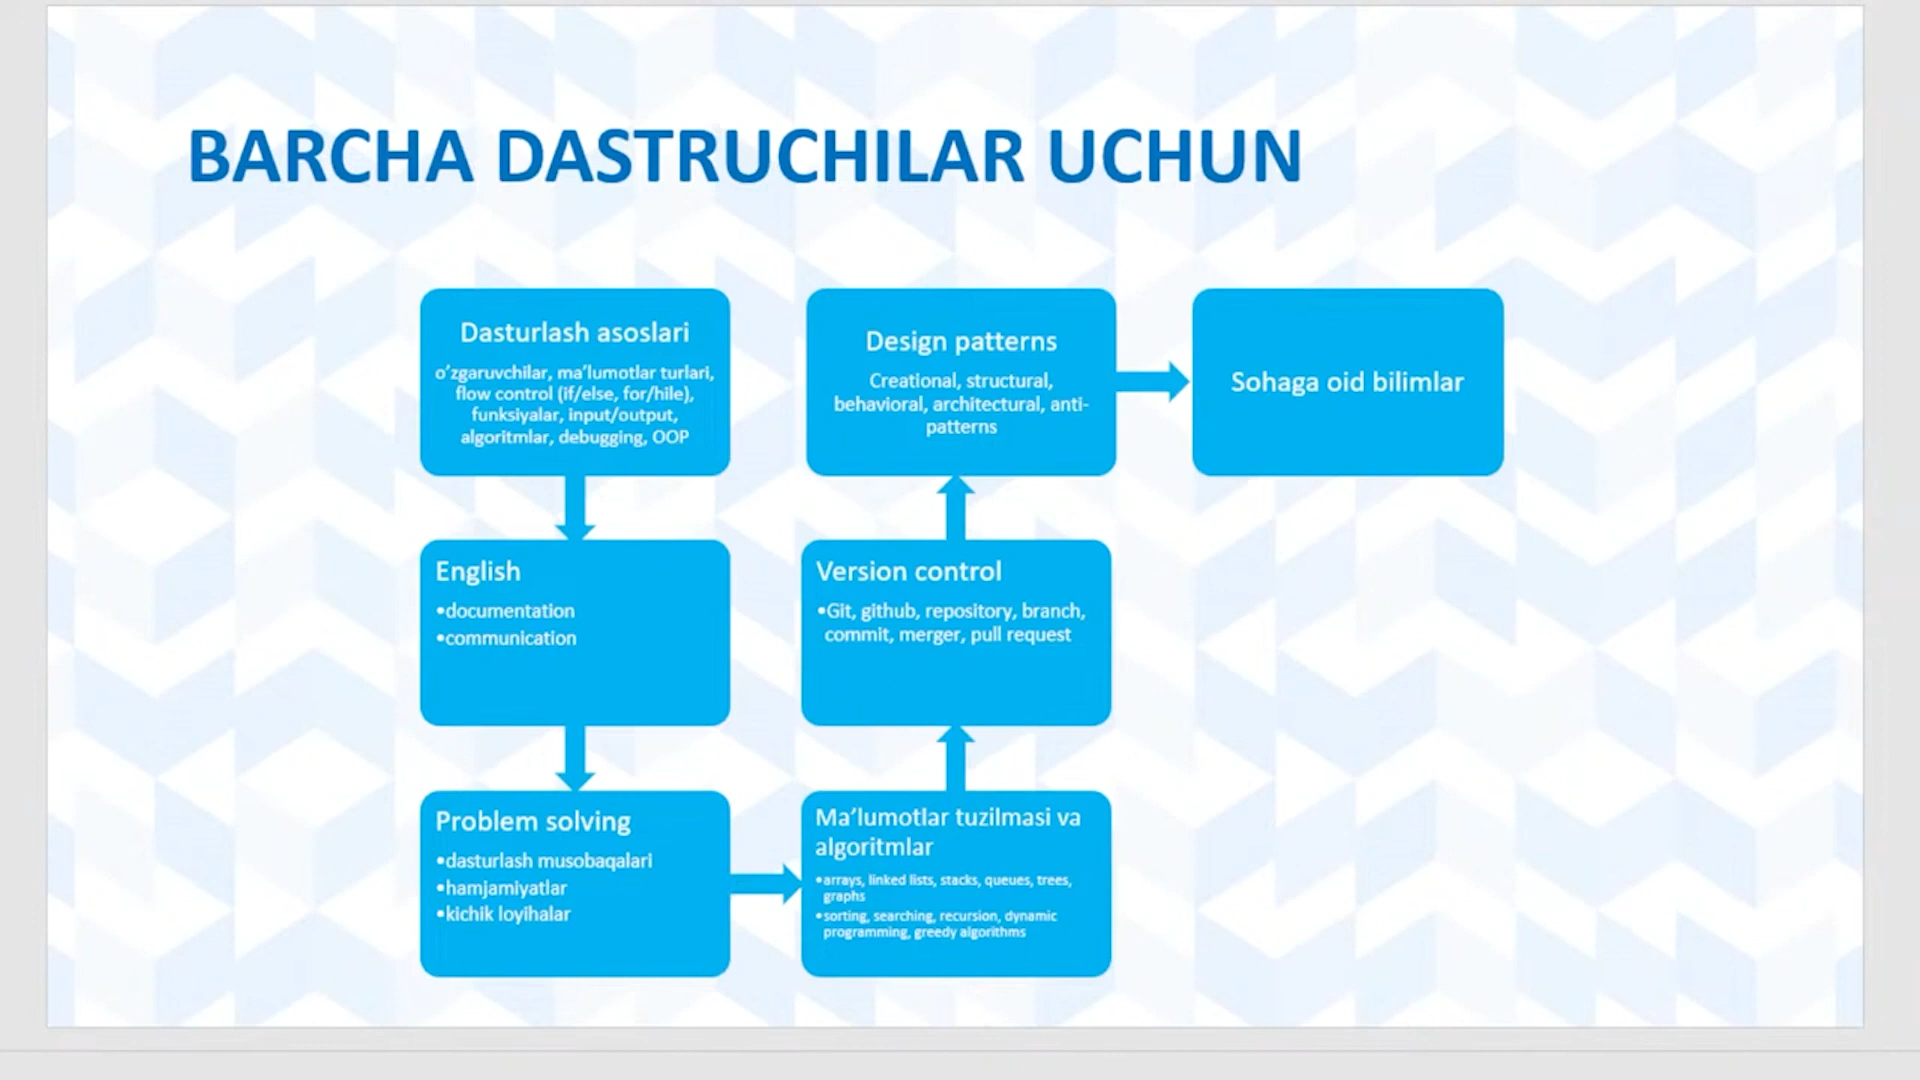 BARCHA DASTRUCHILAR UCHUN
Dasturlash asoslari
o’zgaruvchilar, ma’lumotlar turlari,
flow control (if/else, for/hile),
funksiyalar, input/output,
algoritmlar, debugging, OOP
English
•documentation
•communication
Problem solving
•dasturlash musobaqalari
•hamjamiyatlar
•kichik loyihalar
Ma’lumotlar tuzilmasi va
algoritmlar
•arrays, linked lists, stacks, queues, trees,
graphs
•sorting, searching, recursion, dynamic
programming, greedy algorithms
Version control
•Git, github, repository, branch,
commit, merger, pull request
Design patterns
Creational, structural,
behavioral, architectural, anti-
patterns
Sohaga oid bilimlar